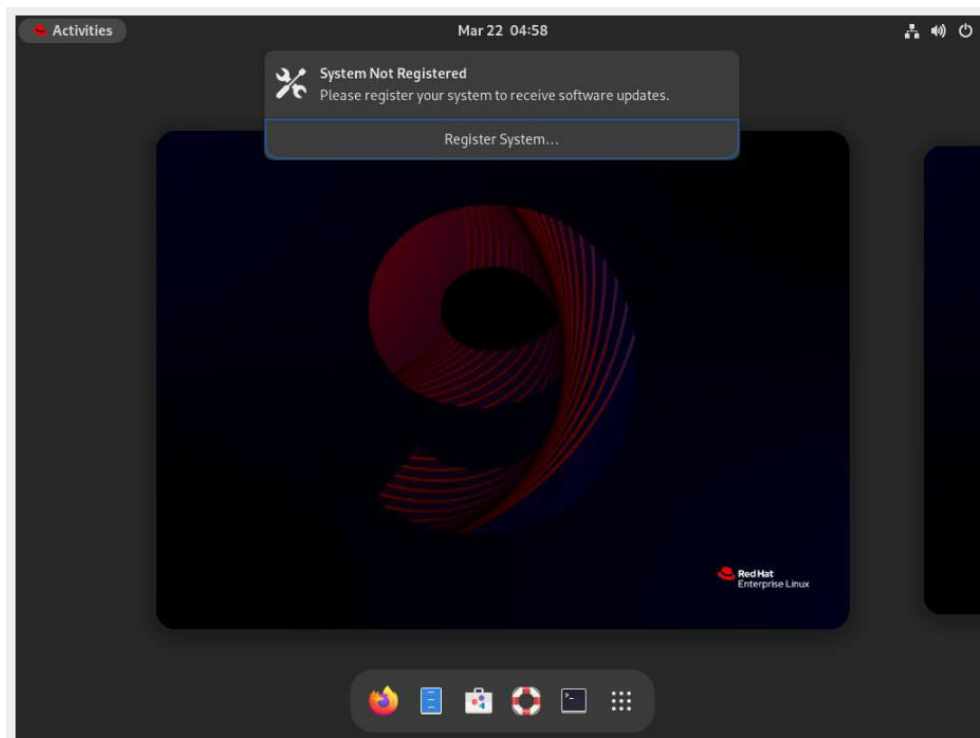 Activities
Mar 22 04:58
System Not Registered
Please register your system to receive software updates.
Register System...
9
Red Hat
Enterprise Linux